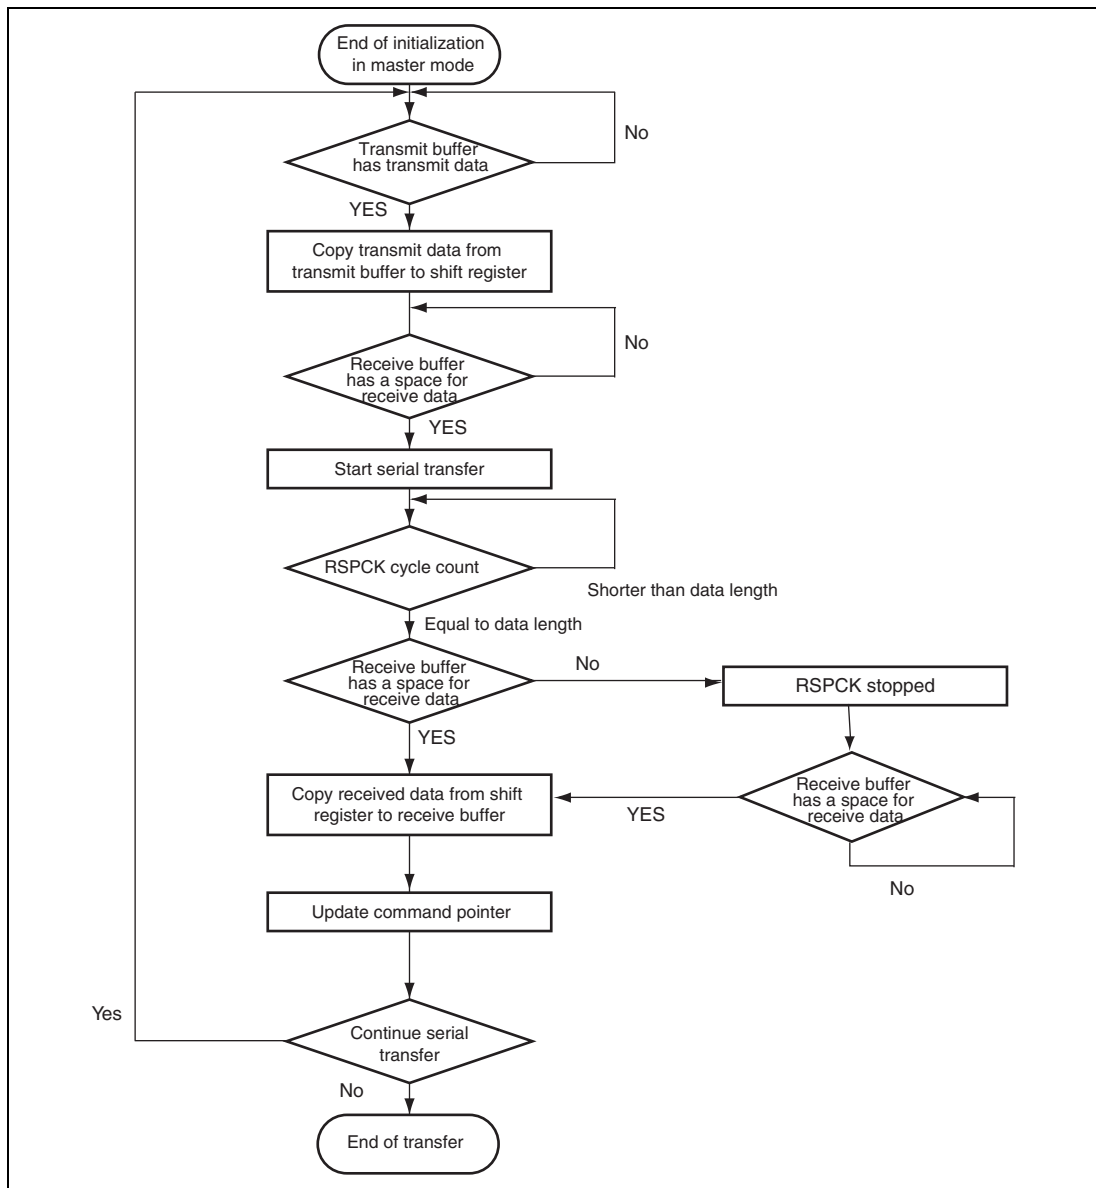 End of initialization
in master mode
No
Transmit buffer
has transmit data
YES
Copy transmit data from
transmit buffer to shift register
No
Receive buffer
has a space for
receive data
YES
Start serial transfer
RSPCK cycle count
Shorter than data length
Equal to data length
Receive buffer
has a space for
receive data
No
RSPCK stopped
YES
Copy received data from shift
register to receive buffer
YES
Receive buffer
has a space for
receive data
No
Update command pointer
Yes
Continue serial
transfer
No
End of transfer